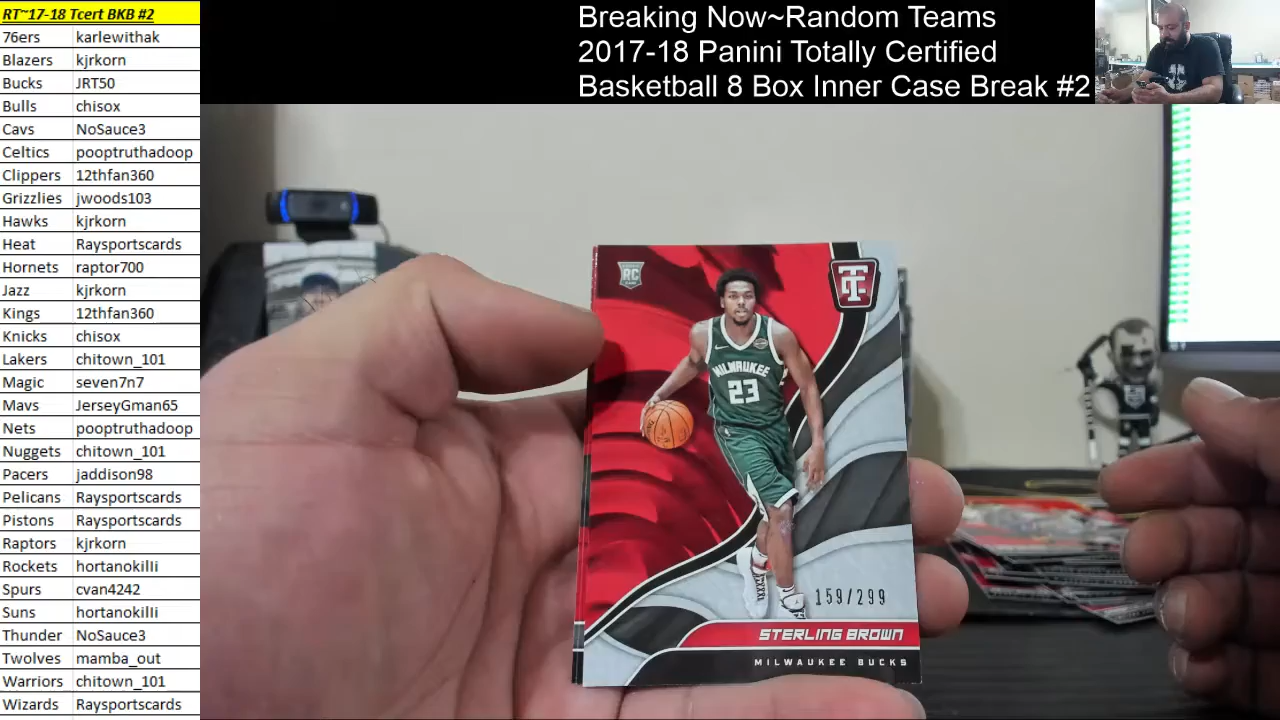 RT~17-18 Tcert BKB #2
76ers karlewithak
Blazers kjrkorn
Bucks JRT50
Bulls chisox
Cavs NoSauce3
Celtics pooptruthadoop
Clippers 12thfan360
Grizzlies jwoods103
Hawks kjrkorn
Heat Raysportscards
Hornets raptor700
Jazz kjrkorn
Kings 12thfan360
Knicks chisox
Lakers chitown_101
Magic seven7n7
Mavs JerseyGman65
Nets pooptruthadoop
Nuggets chitown_101
Pacers jaddison98
Pelicans Raysportscards
Pistons Raysportscards
Raptors kjrkorn
Rockets hortanokilli
Spurs cvan4242
Suns hortanokilli
Thunder NoSauce3
Twolves mamba_out
Warriors chitown_101
Wizards Raysportscards
Breaking Now~Random Teams
2017-18 Panini Totally Certified
Basketball 8 Box Inner Case Break #2
RC
TC
MILWAUKEE
23
159/299
STERLING BROWN
MILWAUKEE BUCKS